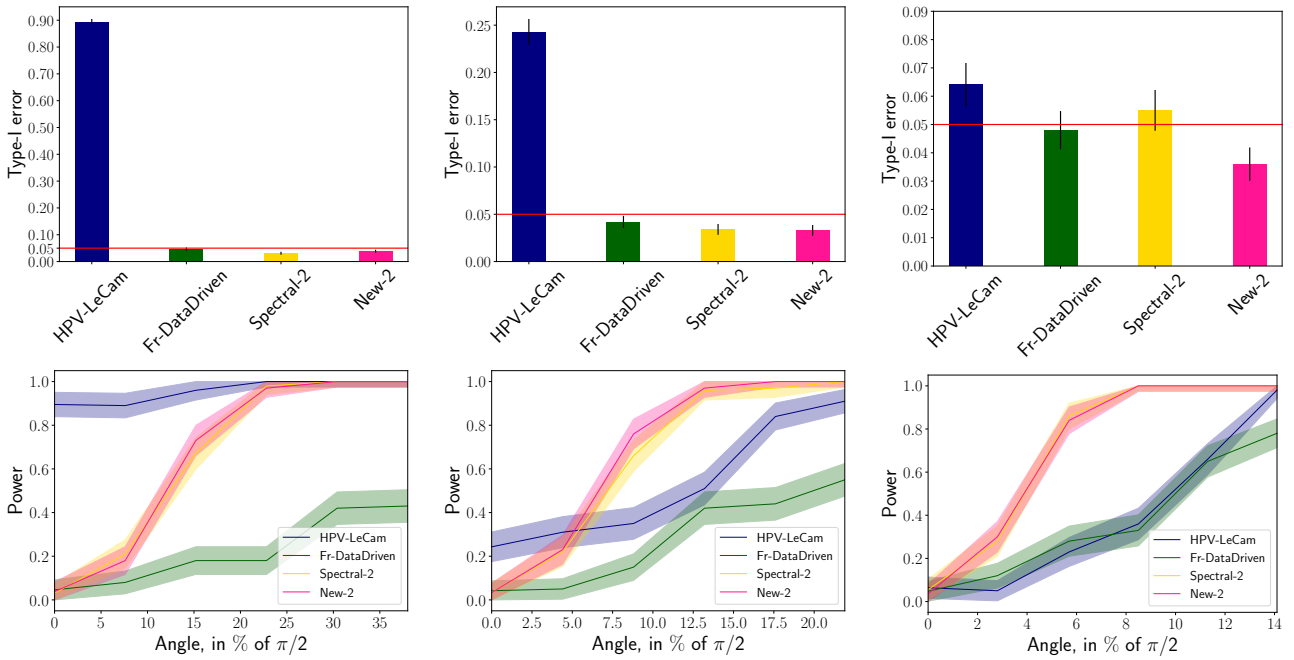 Type-I error
0.90
0.80
0.70
0.60
0.50
0.40
0.30
0.20
0.10
0.05
0.00
HPV-LeCam
Fr-DataDriven
Spectral-2
New-2
Type-I error
0.25
0.20
0.15
0.10
0.05
0.00
HPV-LeCam
Fr-DataDriven
Spectral-2
New-2
Type-I error
0.09
0.08
0.07
0.06
0.05
0.04
0.03
0.02
0.01
0.00
HPV-LeCam
Fr-DataDriven
Spectral-2
New-2
Power
1.0
0.8
0.6
0.4
0.2
0.0
HPV-LeCam
Fr-DataDriven
Spectral-2
New-2
0 5 10 15 20 25 30 35
Angle, in % of π/2
Power
1.0
0.8
0.6
0.4
0.2
0.0
HPV-LeCam
Fr-DataDriven
Spectral-2
New-2
0.0 2.5 5.0 7.5 10.0 12.5 15.0 17.5 20.0
Angle, in % of π/2
Power
1.0
0.8
0.6
0.4
0.2
0.0
HPV-LeCam
Fr-DataDriven
Spectral-2
New-2
0 2 4 6 8 10 12 14
Angle, in % of π/2